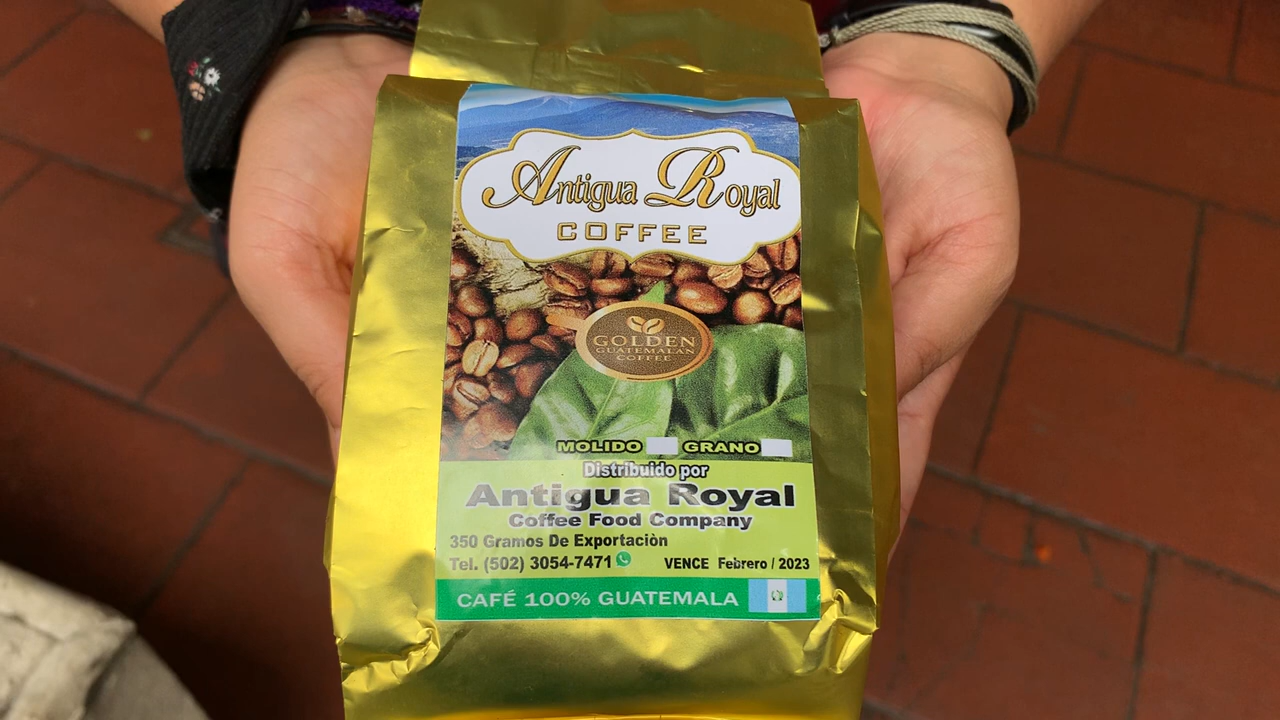 Antigua Royal
COFFEE
GOLDEN
GUATEMALAN
COFFEE
MOLIDO GRANO
Distribuido por
Antigua Royal
Coffee Food Company
350 Gramos De Exportaciòn
Tel. (502) 3054-7471 VENCE Febrero / 2023
CAFÉ 100% GUATEMALA